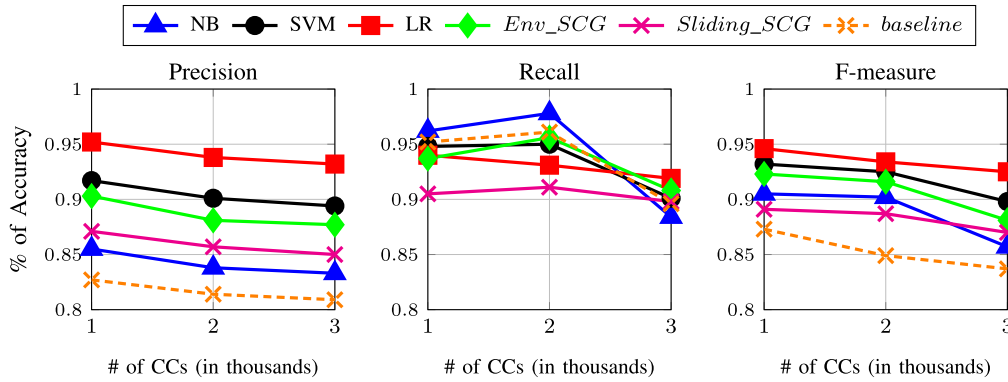 NB SVM LR Env_SCG Sliding_SCG baseline
Precision Recall F-measure
% of Accuracy
1
0.95
0.9
0.85
0.8
1 2 3
1
0.95
0.9
0.85
0.8
1 2 3
1
0.95
0.9
0.85
0.8
1 2 3
# of CCs (in thousands) # of CCs (in thousands) # of CCs (in thousands)